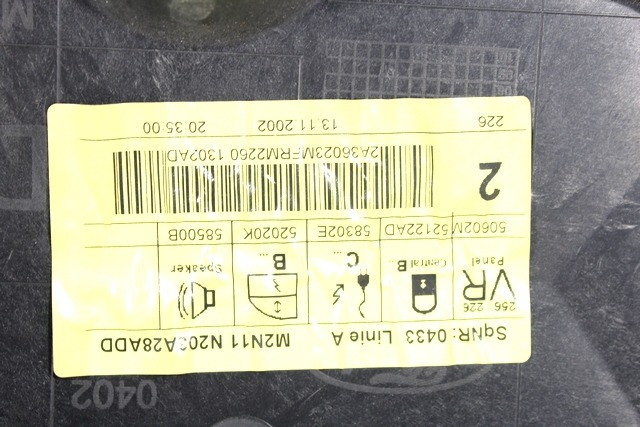 SqNR: 0433 Linie A M2N11 N203A28ADD
256 226
VR
Panel Central B... C... B... Speaker
50602M 52122AD 58302E 52020K 58500B
2
2A36023MFRM2260 1302AD
226 13.11.2002 20.35.00
0402